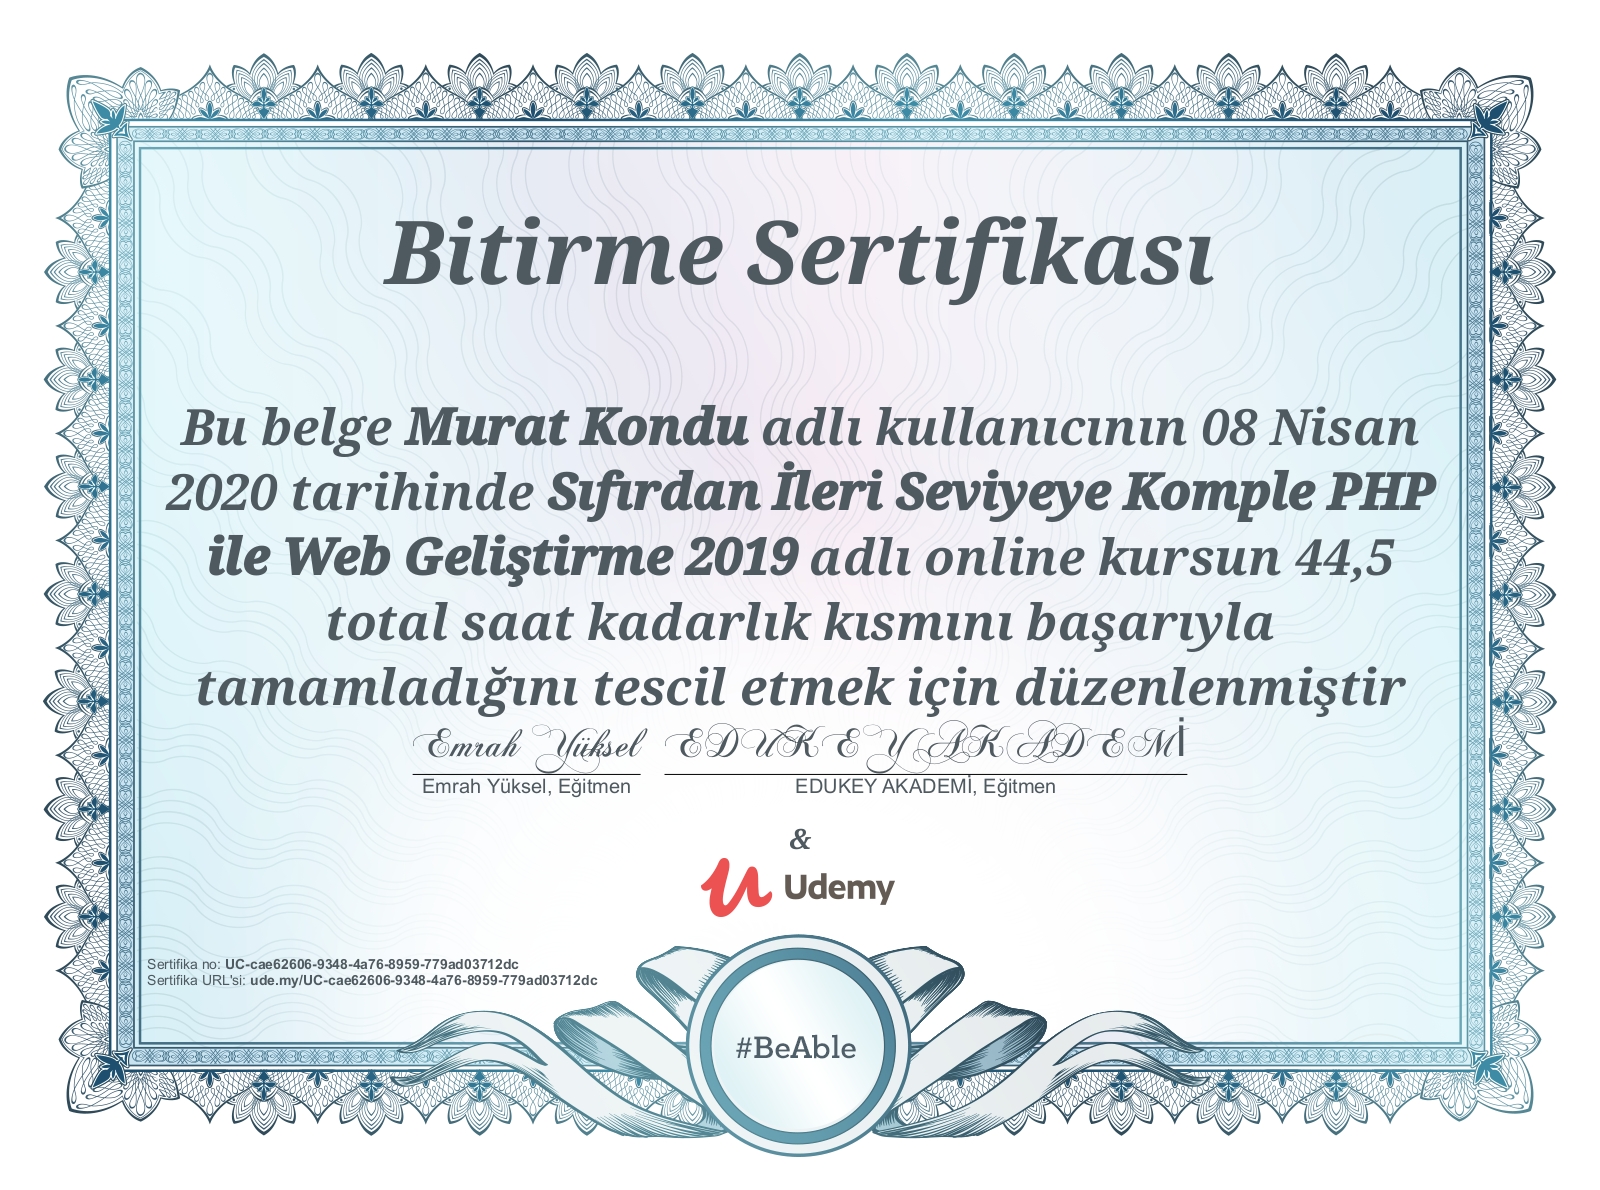 Bitirme Sertifikası
Bu belge Murat Kondu adlı kullanıcının 08 Nisan
2020 tarihinde Sıfırdan İleri Seviyeye Komple PHP
ile Web Geliştirme 2019 adlı online kursun 44,5
total saat kadarlık kısmını başarıyla
tamamladığını tescil etmek için düzenlenmiştir
Emrah Yüksel EDUKEY AKADEMİ
Emrah Yüksel, Eğitmen EDUKEY AKADEMİ, Eğitmen
&
Udemy
Sertifika no: UC-cae62606-9348-4a76-8959-779ad03712dc
Sertifika URL'si: ude.my/UC-cae62606-9348-4a76-8959-779ad03712dc
#BeAble